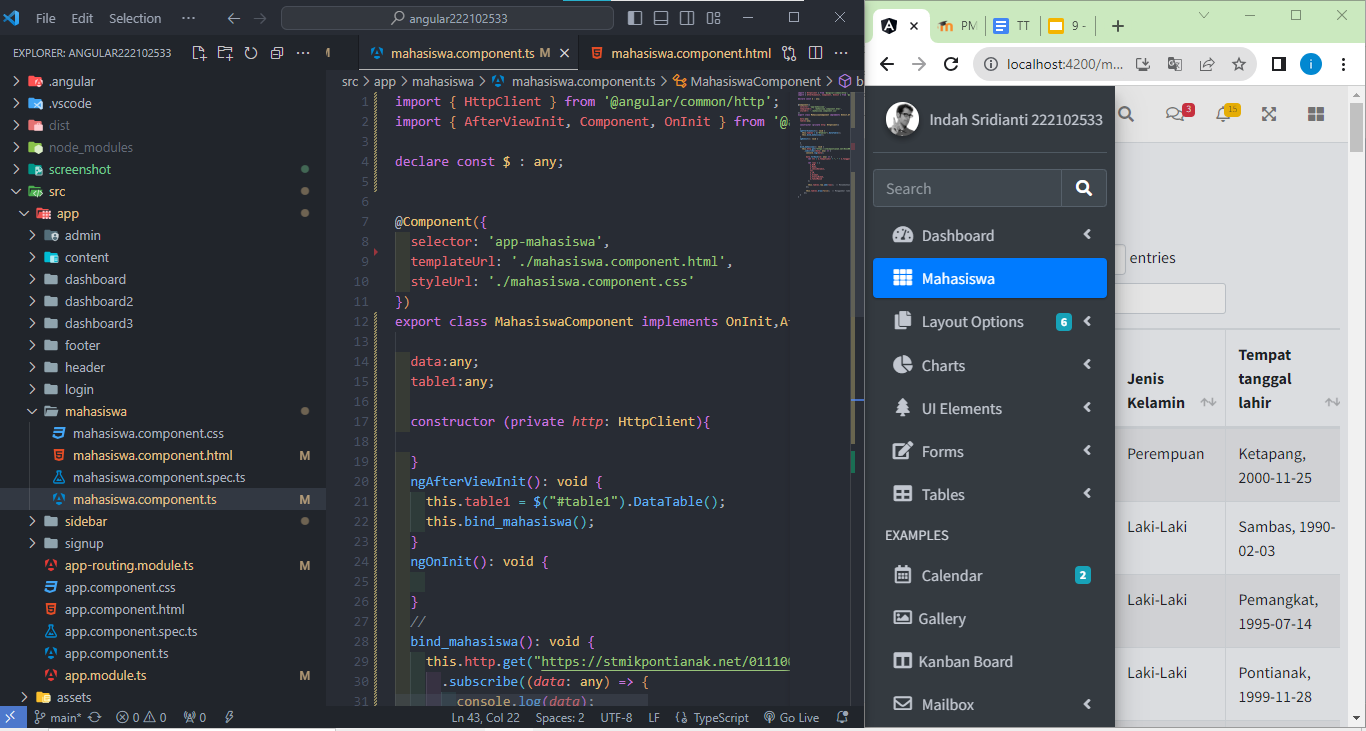 File Edit Selection ··· angular222102533
EXPLORER: ANGULAR222102533
.angular
.vscode
dist
node_modules
screenshot
src
app
admin
content
dashboard
dashboard2
dashboard3
footer
header
login
mahasiswa
mahasiswa.component.css
mahasiswa.component.html M
mahasiswa.component.spec.ts
mahasiswa.component.ts M
sidebar
signup
app-routing.module.ts M
app.component.css
app.component.html
app.component.spec.ts
app.component.ts
app.module.ts M
assets
M mahasiswa.component.ts M mahasiswa.component.html
src > app > mahasiswa > mahasiswa.component.ts > MahasiswaComponent > b
1 import { HttpClient } from '@angular/common/http';
2 import { AfterViewInit, Component, OnInit } from '@a
3
4 declare const $ : any;
5
6
7 @Component({
8 selector: 'app-mahasiswa',
9 templateUrl: './mahasiswa.component.html',
10 styleUrl: './mahasiswa.component.css'
11 })
12 export class MahasiswaComponent implements OnInit,A
13
14 data:any;
15 table1:any;
16
17 constructor (private http: HttpClient){
18
19 }
20 ngAfterViewInit(): void {
21 this.table1 = $("#table1").DataTable();
22 this.bind_mahasiswa();
23 }
24 ngOnInit(): void {
25
26 }
27 //
28 bind_mahasiswa(): void {
29 this.http.get("https://stmikpontianak.net/01110
30 .subscribe((data: any) => {
31 console.log(data);
main* 0 0 0 Ln 43, Col 22 Spaces: 2 UTF-8 LF TypeScript Go Live
PM TT 9 -
localhost:4200/m... i
Indah Sridianti 222102533 3 15
Search
Dashboard
Mahasiswa
Layout Options 6
Charts
UI Elements
Forms
Tables
EXAMPLES
Calendar 2
Gallery
Kanban Board
Mailbox
entries
Jenis Kelamin
Tempat tanggal lahir
Perempuan
Ketapang, 2000-11-25
Laki-Laki
Sambas, 1990-02-03
Laki-Laki
Pemangkat, 1995-07-14
Laki-Laki
Pontianak, 1999-11-28